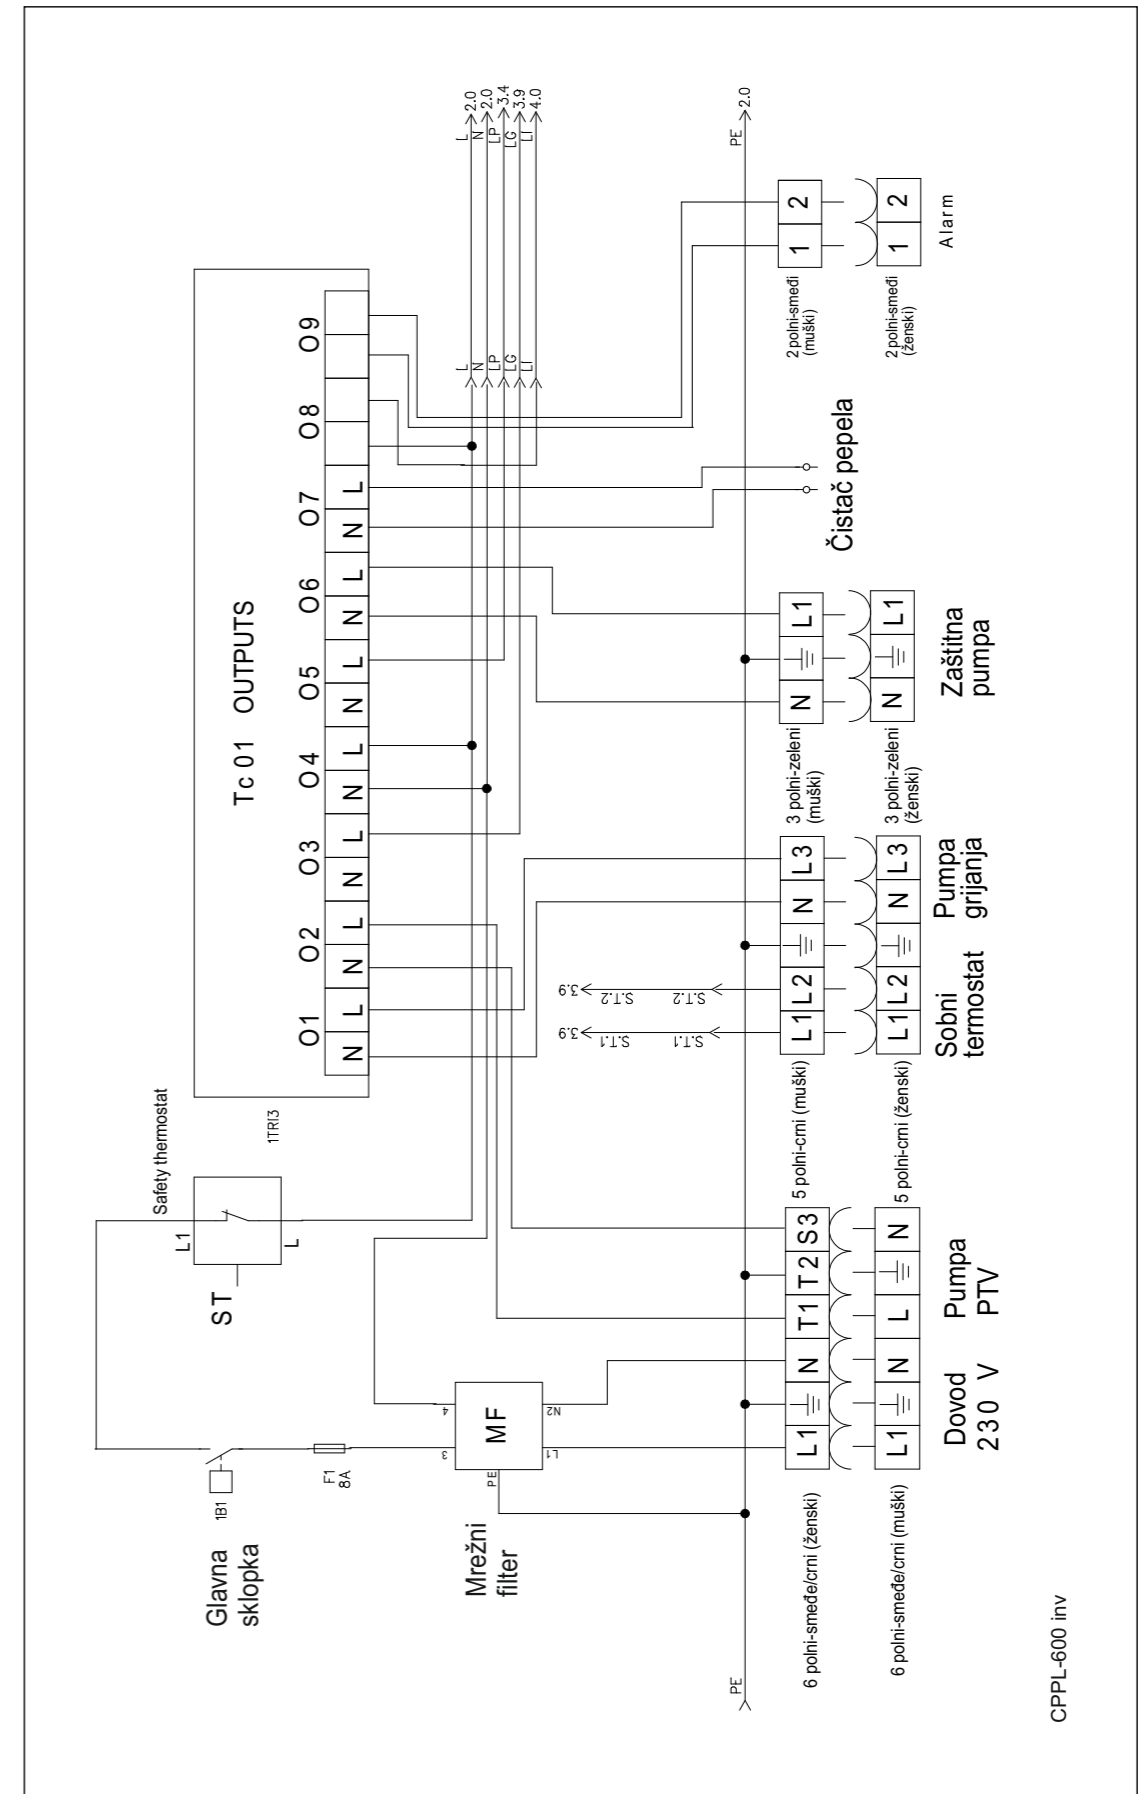 Safety thermostat
L1
L
ST
Glavna
sklopka
1B1
F1
8A
Mrežni
filter
MF
3
4
L1
N2
PE
1TRI3
Tc 01 OUTPUTS
O1 O2 O3 O4 O5 O6 O7 O8 O9
N L N L N L N L N L N L N L
L
N
LP
LG
LI
L
N
LP
LG
LI
2.0
2.0
3.4
3.9
4.0
PE
PE
2.0
S.T.1
S.T.1
3.9
S.T.2
S.T.2
3.9
6 polni-smeđe/crni (ženski)
L1 N T1 T2 S3
6 polni-smeđe/crni (muški)
L1 N L N
Dovod
230 V
Pumpa
PTV
5 polni-crni (muški)
L1 L2 N L3
5 polni-crni (ženski)
L1 L2 N L3
Sobni
termostat
Pumpa
grijanja
3 polni-zeleni
(muški)
N L1
3 polni-zeleni
(ženski)
N L1
Zaštitna
pumpa
Čistač pepela
2 polni-smeđi
(muški)
1 2
2 polni-smeđi
(ženski)
1 2
Alarm
CPPL-600 inv